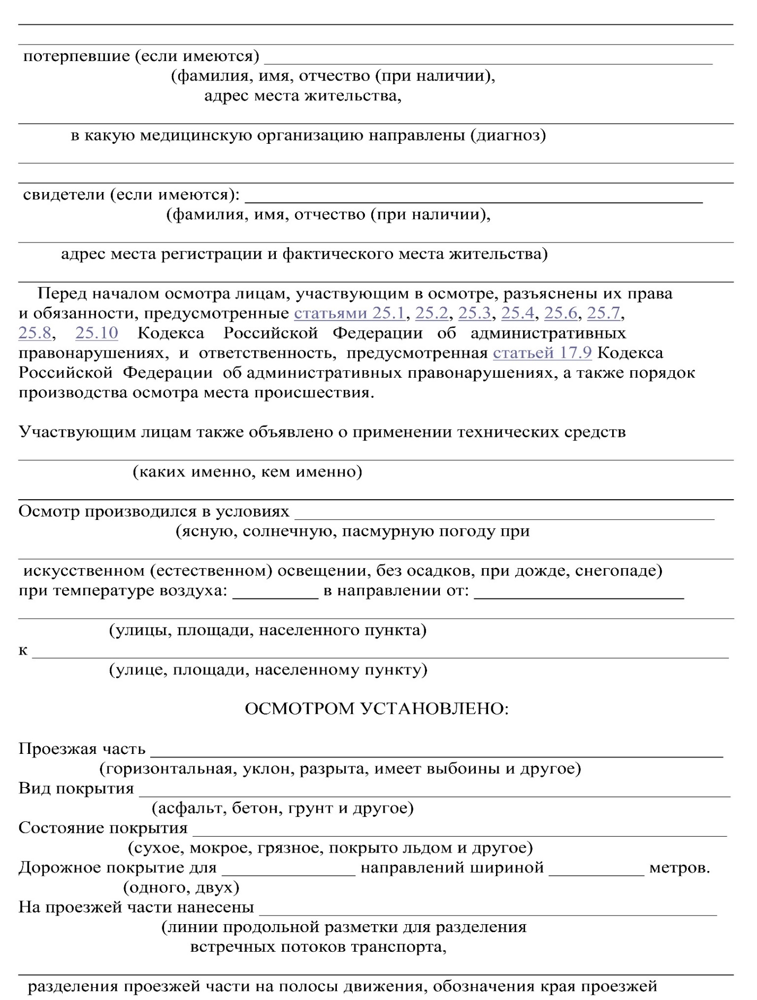 потерпевшие (если имеются) ____________________
(фамилия, имя, отчество (при наличии),
адрес места жительства,
в какую медицинскую организацию направлены (диагноз)
свидетели (если имеются): ____________________
(фамилия, имя, отчество (при наличии),
адрес места регистрации и фактического места жительства)
Перед началом осмотра лицам, участвующим в осмотре, разъяснены их права
и обязанности, предусмотренные статьями 25.1, 25.2, 25.3, 25.4, 25.6, 25.7,
25.8, 25.10 Кодекса Российской Федерации об административных
правонарушениях, и ответственность, предусмотренная статьей 17.9 Кодекса
Российской Федерации об административных правонарушениях, а также порядок
производства осмотра места происшествия.
Участвующим лицам также объявлено о применении технических средств
(каких именно, кем именно)
Осмотр производился в условиях ____________________
(ясную, солнечную, пасмурную погоду при
искусственном (естественном) освещении, без осадков, при дожде, снегопаде)
при температуре воздуха: _________ в направлении от: ____________________
(улицы, площади, населенного пункта)
к ____________________
(улице, площади, населенному пункту)
ОСМОТРОМ УСТАНОВЛЕНО:
Проезжая часть ____________________
(горизонтальная, уклон, разрыта, имеет выбоины и другое)
Вид покрытия ____________________
(асфальт, бетон, грунт и другое)
Состояние покрытия ____________________
(сухое, мокрое, грязное, покрыто льдом и другое)
Дорожное покрытие для ______________ направлений шириной __________ метров.
(одного, двух)
На проезжей части нанесены ____________________
(линии продольной разметки для разделения
встречных потоков транспорта,
разделения проезжей части на полосы движения, обозначения края проезжей